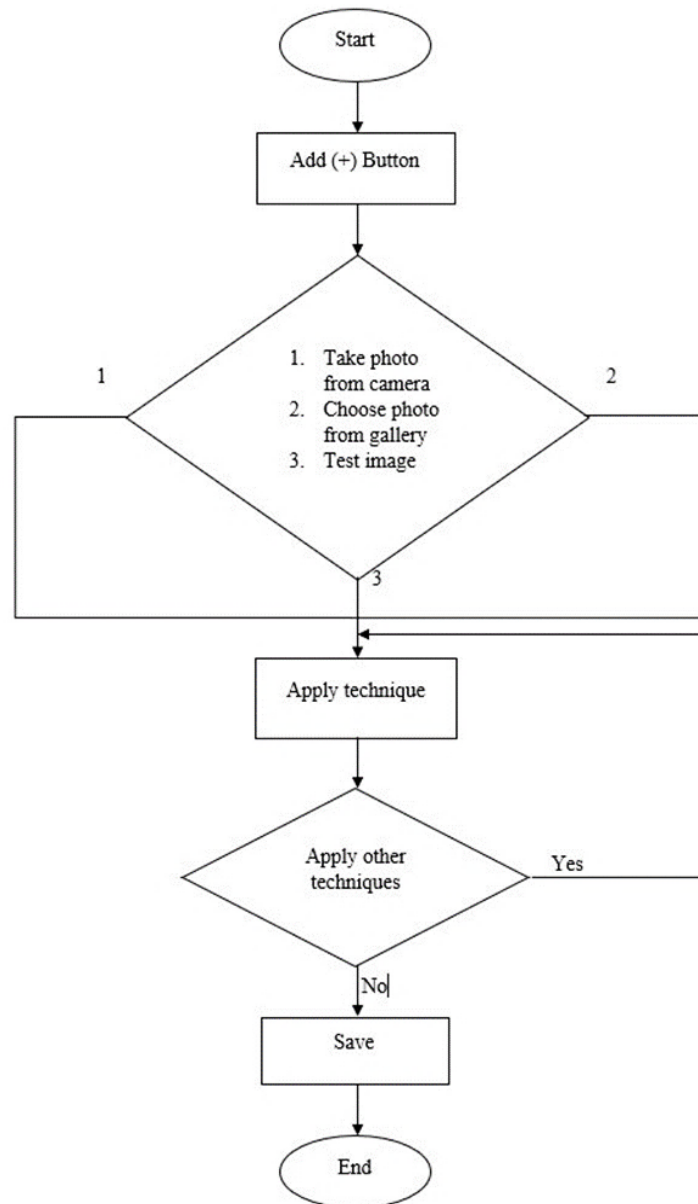 Start
Add (+) Button
1
2
1. Take photo
from camera
2. Choose photo
from gallery
3. Test image
3
Apply technique
Apply other
techniques
Yes
No
Save
End